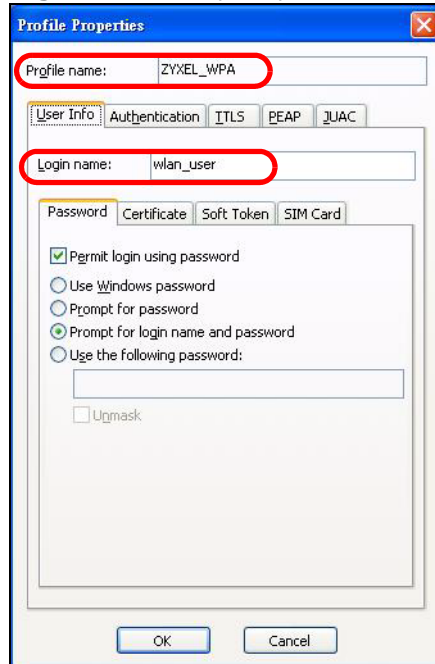 Profile Properties
Profile name: ZYXEL_WPA
User Info Authentication TTLS PEAP JUAC
Login name: wlan_user
Password Certificate Soft Token SIM Card
Permit login using password
Use Windows password
Prompt for password
Prompt for login name and password
Use the following password:
Unmask
OK Cancel